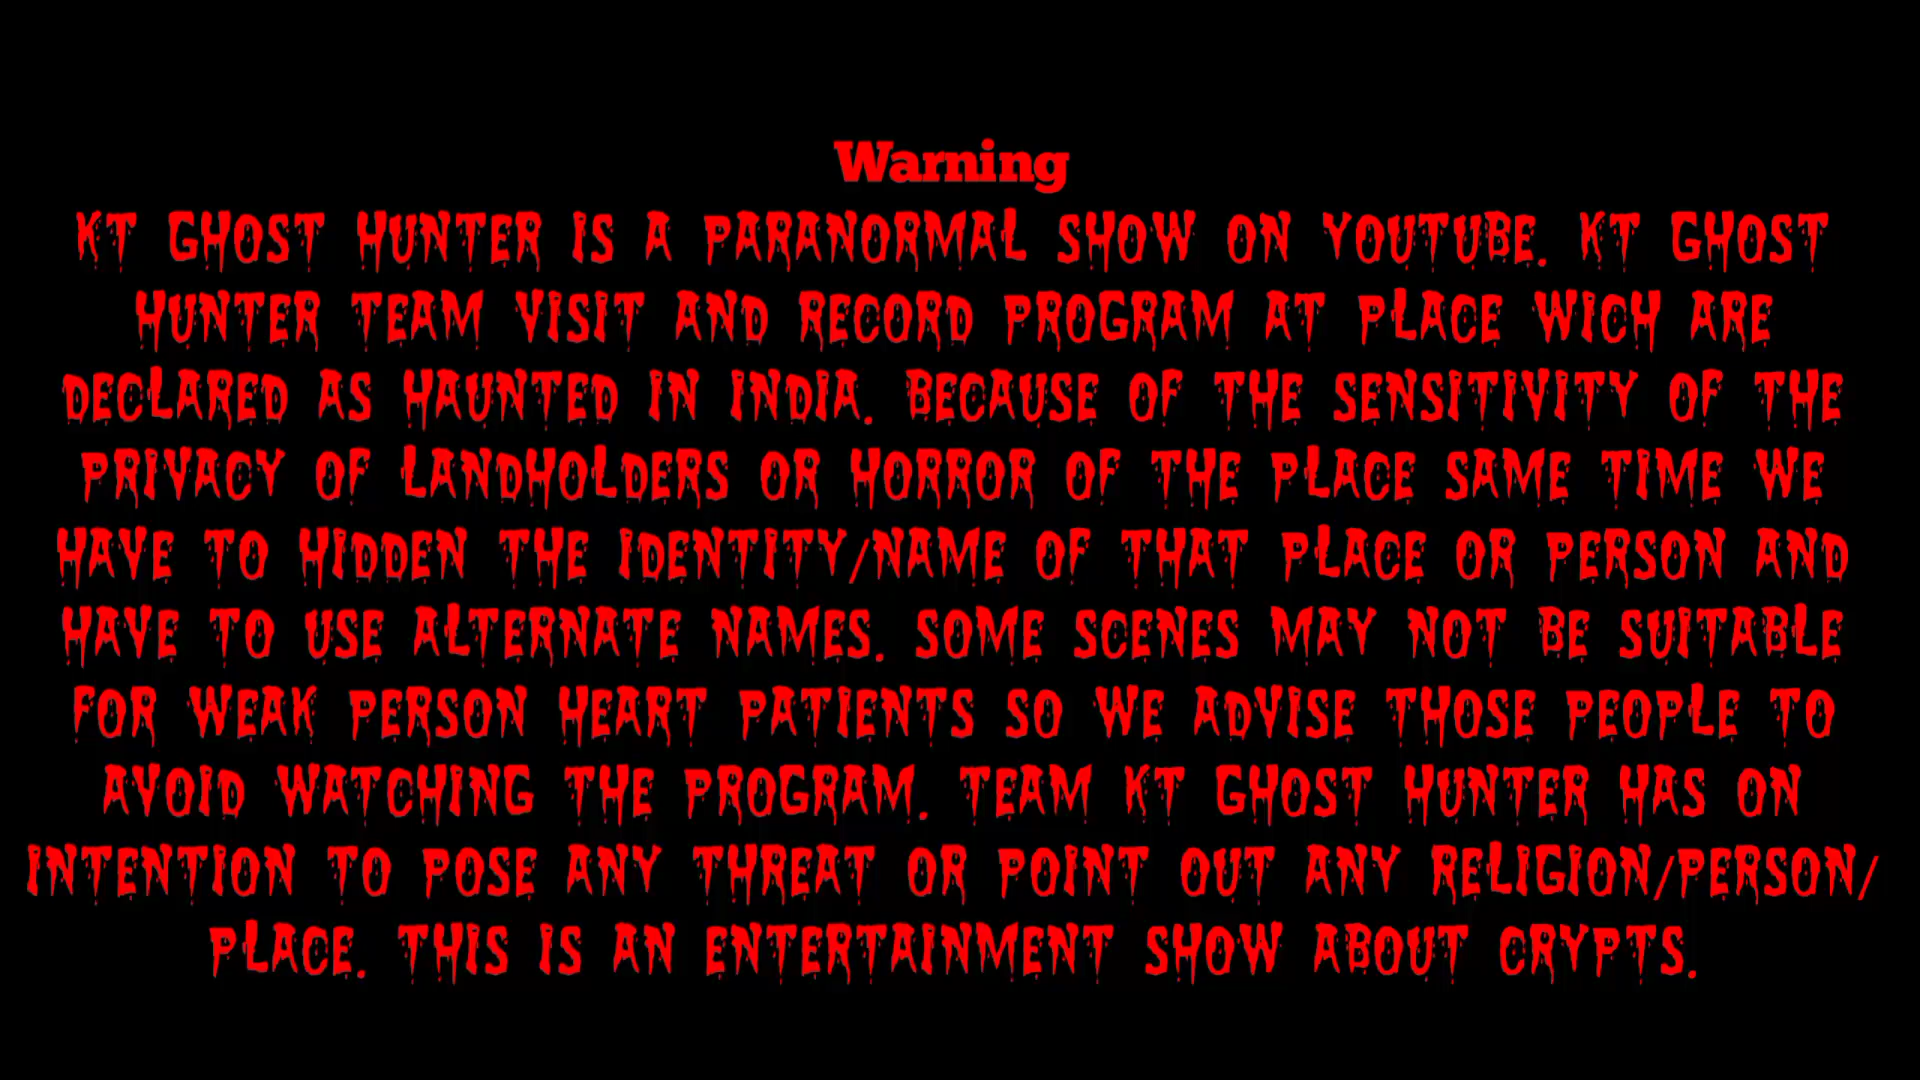 Warning
KT GHOST HUNTER IS A PARANORMAL SHOW ON YOUTUBE. KT GHOST
HUNTER TEAM VISIT AND RECORD PROGRAM AT PLACE WICH ARE
DECLARED AS HAUNTED IN INDIA. BECAUSE OF THE SENSITIVITY OF THE
PRIVACY OF LANDHOLDERS OR HORROR OF THE PLACE SAME TIME WE
HAVE TO HIDDEN THE IDENTITY/NAME OF THAT PLACE OR PERSON AND
HAVE TO USE ALTERNATE NAMES. SOME SCENES MAY NOT BE SUITABLE
FOR WEAK PERSON HEART PATIENTS SO WE ADVISE THOSE PEOPLE TO
AVOID WATCHING THE PROGRAM. TEAM KT GHOST HUNTER HAS ON
INTENTION TO POSE ANY THREAT OR POINT OUT ANY RELIGION/PERSON/
PLACE. THIS IS AN ENTERTAINMENT SHOW ABOUT CRYPTS.